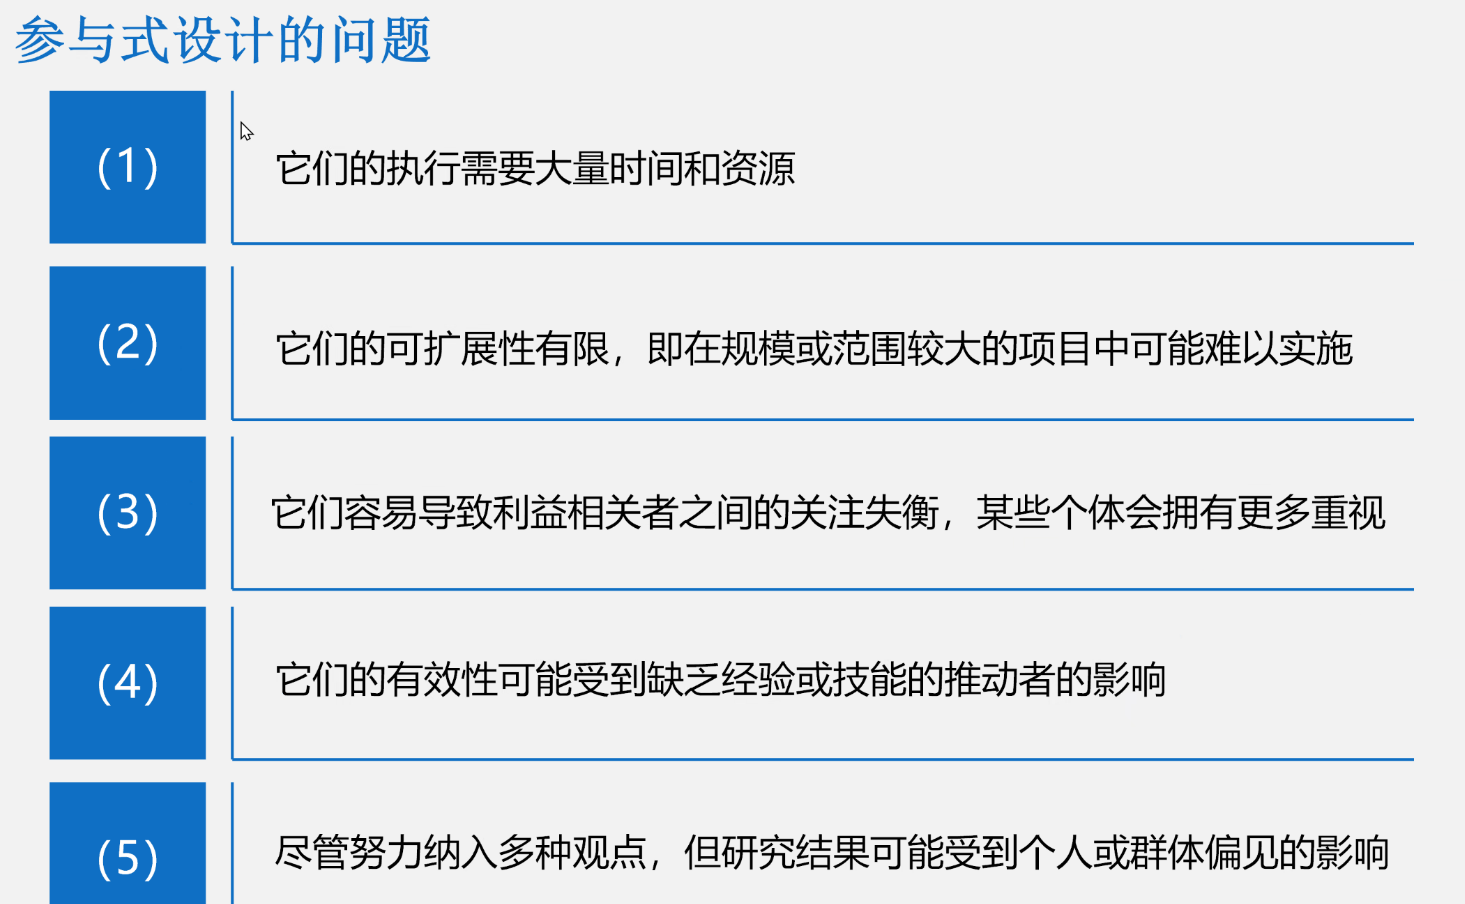 参与式设计的问题
（1）
它们的执行需要大量时间和资源
（2）
它们的可扩展性有限，即在规模或范围较大的项目中可能难以实施
（3）
它们容易导致利益相关者之间的关注失衡，某些个体会拥有更多重视
（4）
它们的有效性可能受到缺乏经验或技能的推动者的影响
（5）
尽管努力纳入多种观点，但研究结果可能受到个人或群体偏见的影响